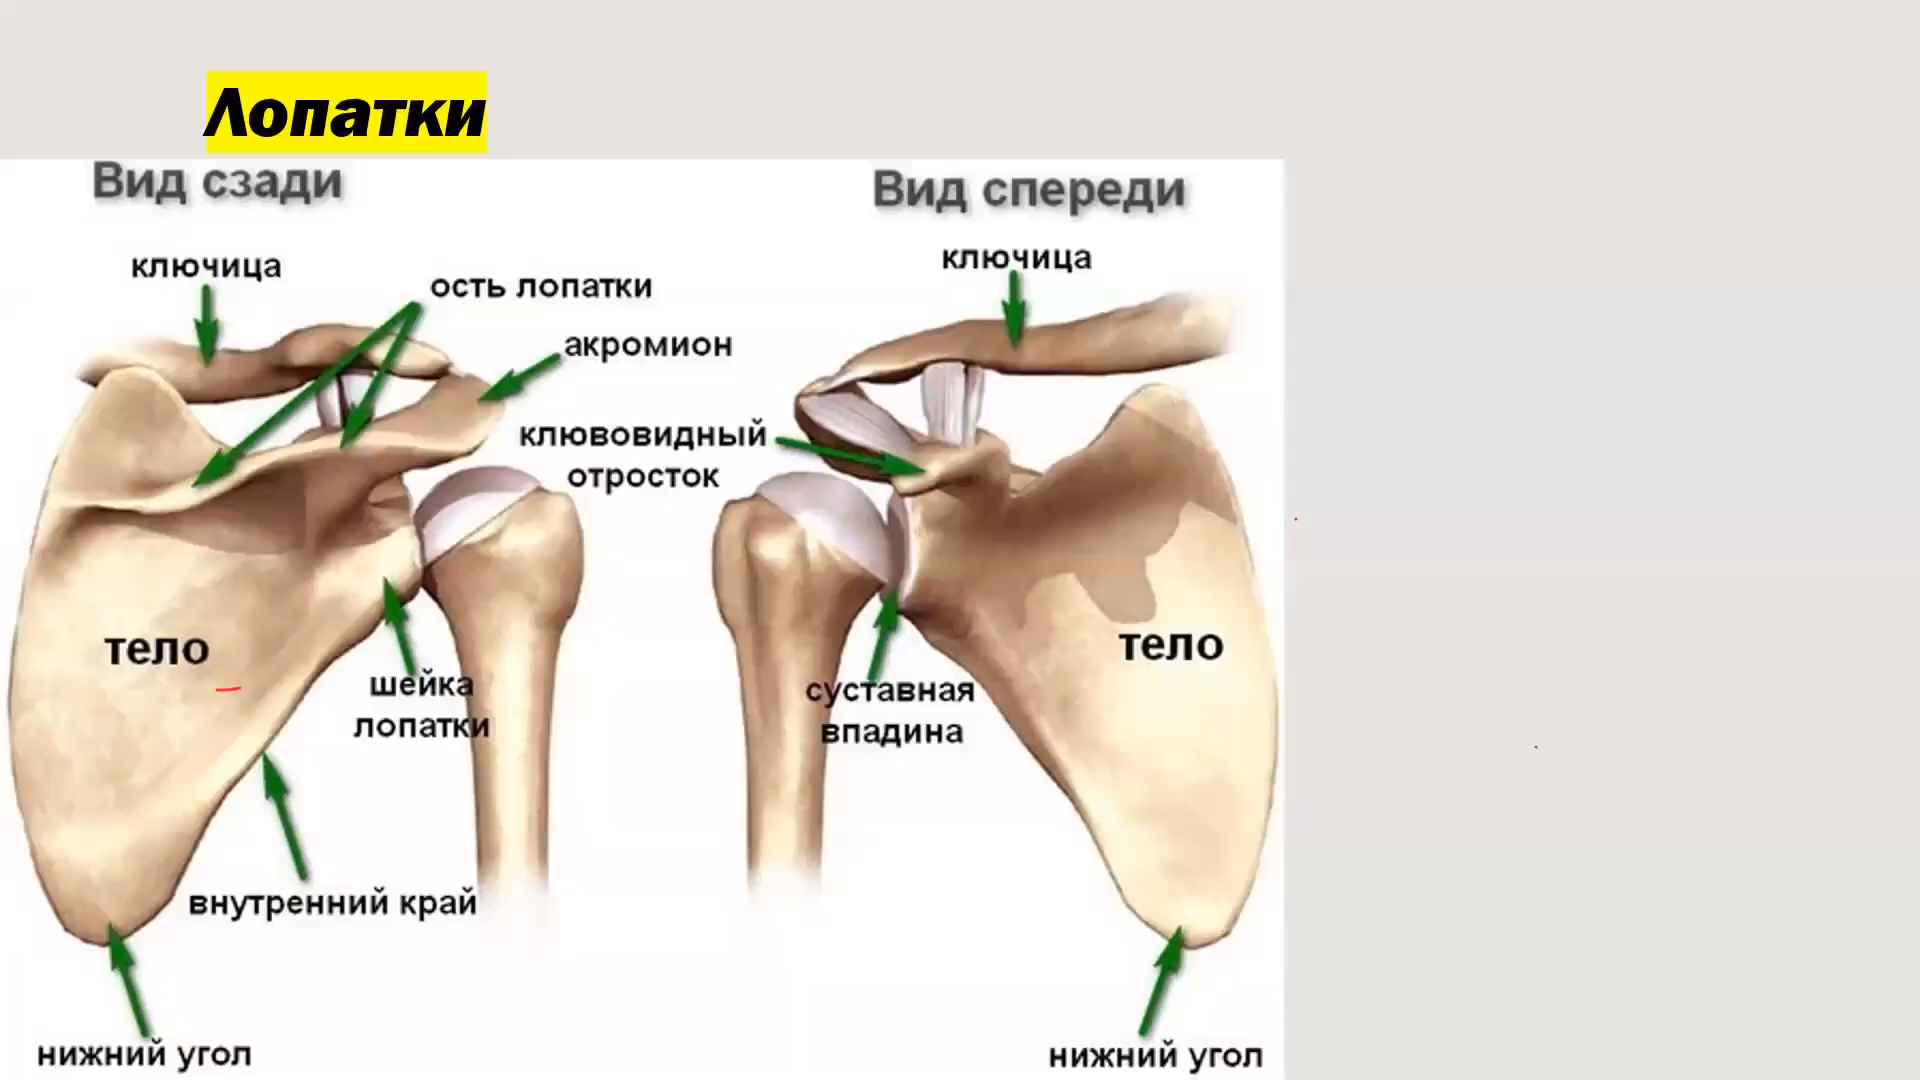 Лопатки
Вид сзади
Вид спереди
ключица
ключица
ость лопатки
акромион
клювовидный
отросток
тело
тело
шейка
лопатки
суставная
впадина
внутренний край
нижний угол
нижний угол